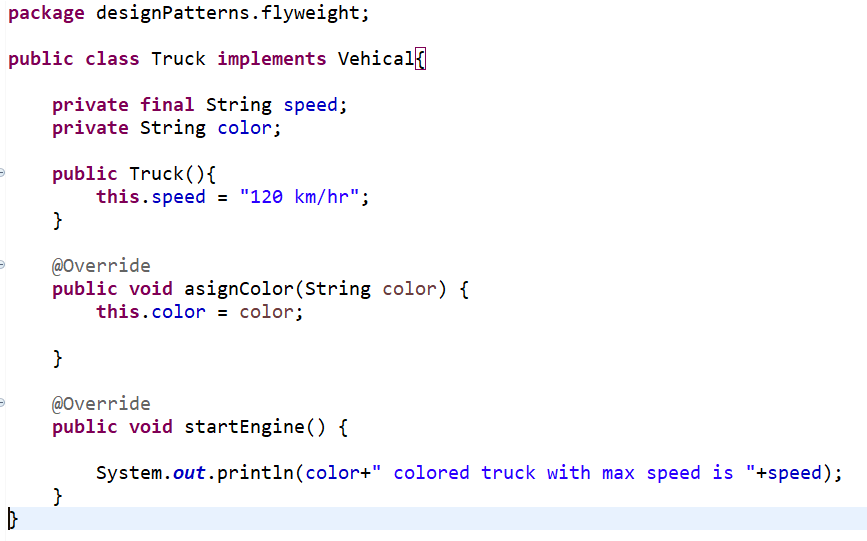 package designPatterns.flyweight;
public class Truck implements Vehical{
private final String speed;
private String color;
public Truck(){
this.speed = "120 km/hr";
}
@Override
public void asignColor(String color) {
this.color = color;
}
@Override
public void startEngine() {
System.out.println(color+" colored truck with max speed is "+speed);
}
}